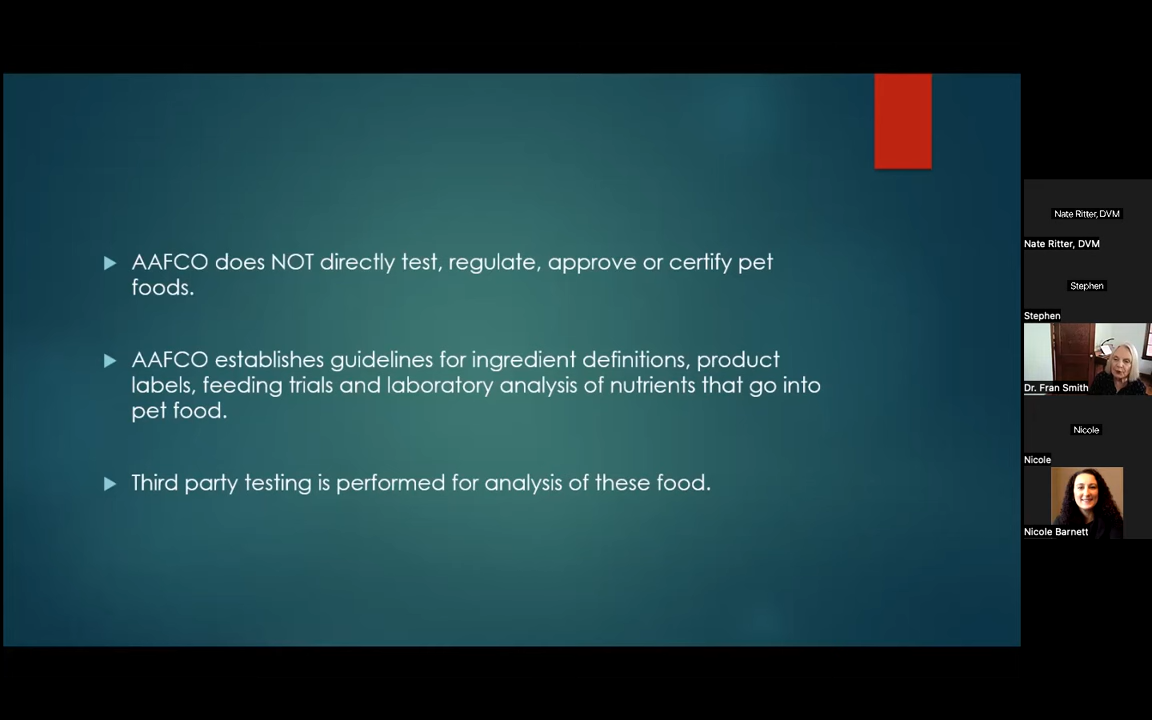 AAFCO does NOT directly test, regulate, approve or certify pet
foods.
AAFCO establishes guidelines for ingredient definitions, product
labels, feeding trials and laboratory analysis of nutrients that go into
pet food.
Third party testing is performed for analysis of these food.
Nate Ritter, DVM
Nate Ritter, DVM
Stephen
Stephen
Dr. Fran Smith
Nicole
Nicole
Nicole Barnett